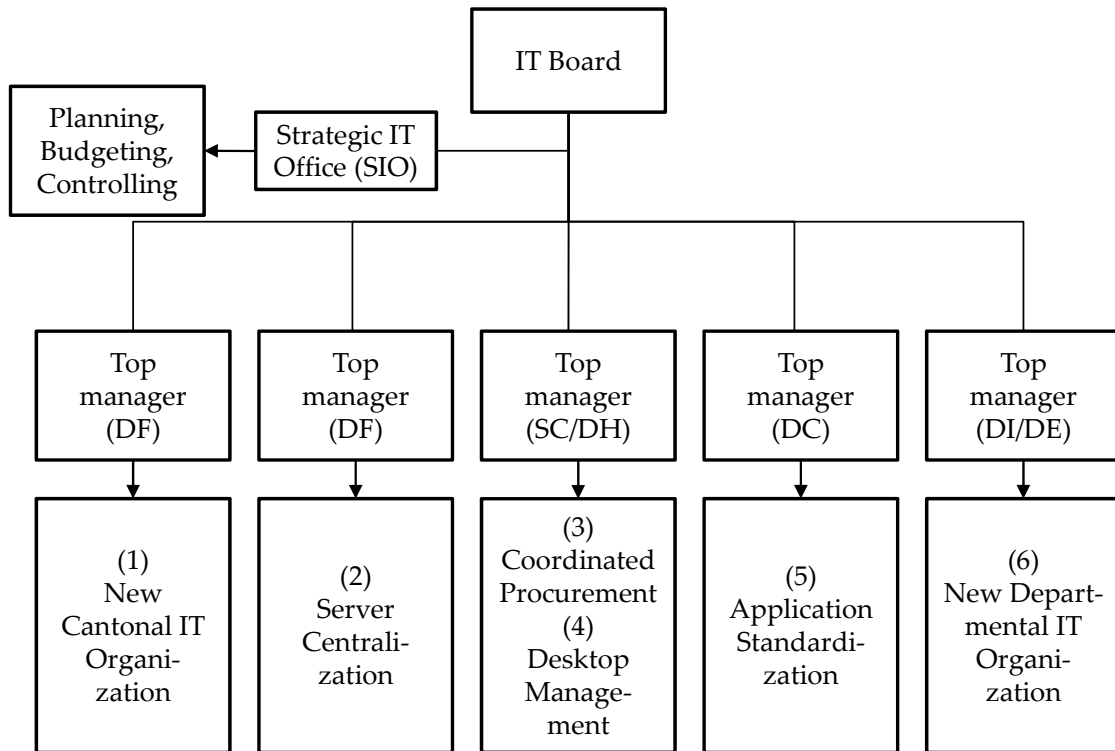 IT Board
Planning,
Budgeting,
Controlling
Strategic IT
Office (SIO)
Top
manager
(DF)
Top
manager
(DF)
Top
manager
(SC/DH)
Top
manager
(DC)
Top
manager
(DI/DE)
(1)
New
Cantonal IT
Organi-
zation
(2)
Server
Centrali-
zation
(3)
Coordinated
Procurement
(4)
Desktop
Manage-
ment
(5)
Application
Standardi-
zation
(6)
New Depart-
mental IT
Organi-
zation